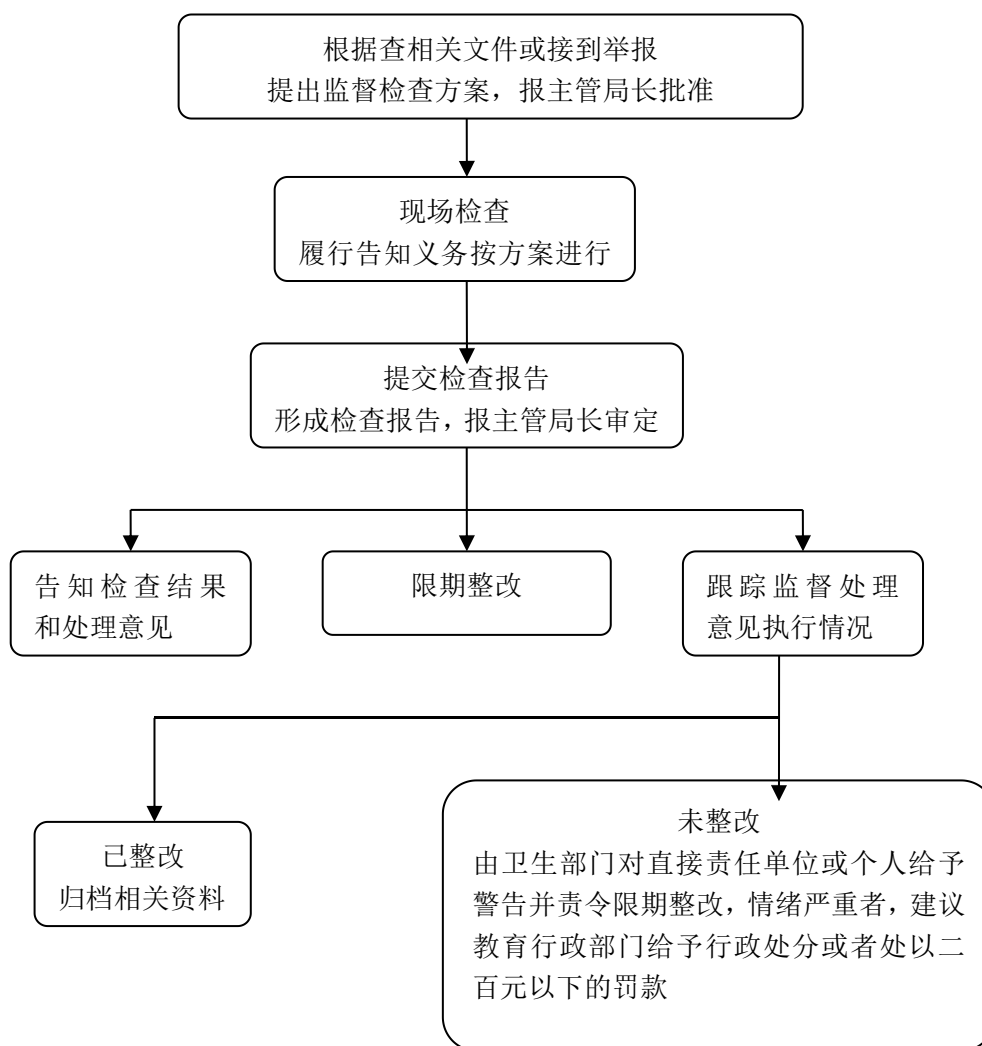 根据查相关文件或接到举报
提出监督检查方案，报主管局长批准
现场检查
履行告知义务按方案进行
提交检查报告
形成检查报告，报主管局长审定
告知检查结果
和处理意见
限期整改
跟踪监督处理
意见执行情况
已整改
归档相关资料
未整改
由卫生部门对直接责任单位或个人给予
警告并责令限期整改，情绪严重者，建议
教育行政部门给予行政处分或者处以二
百元以下的罚款